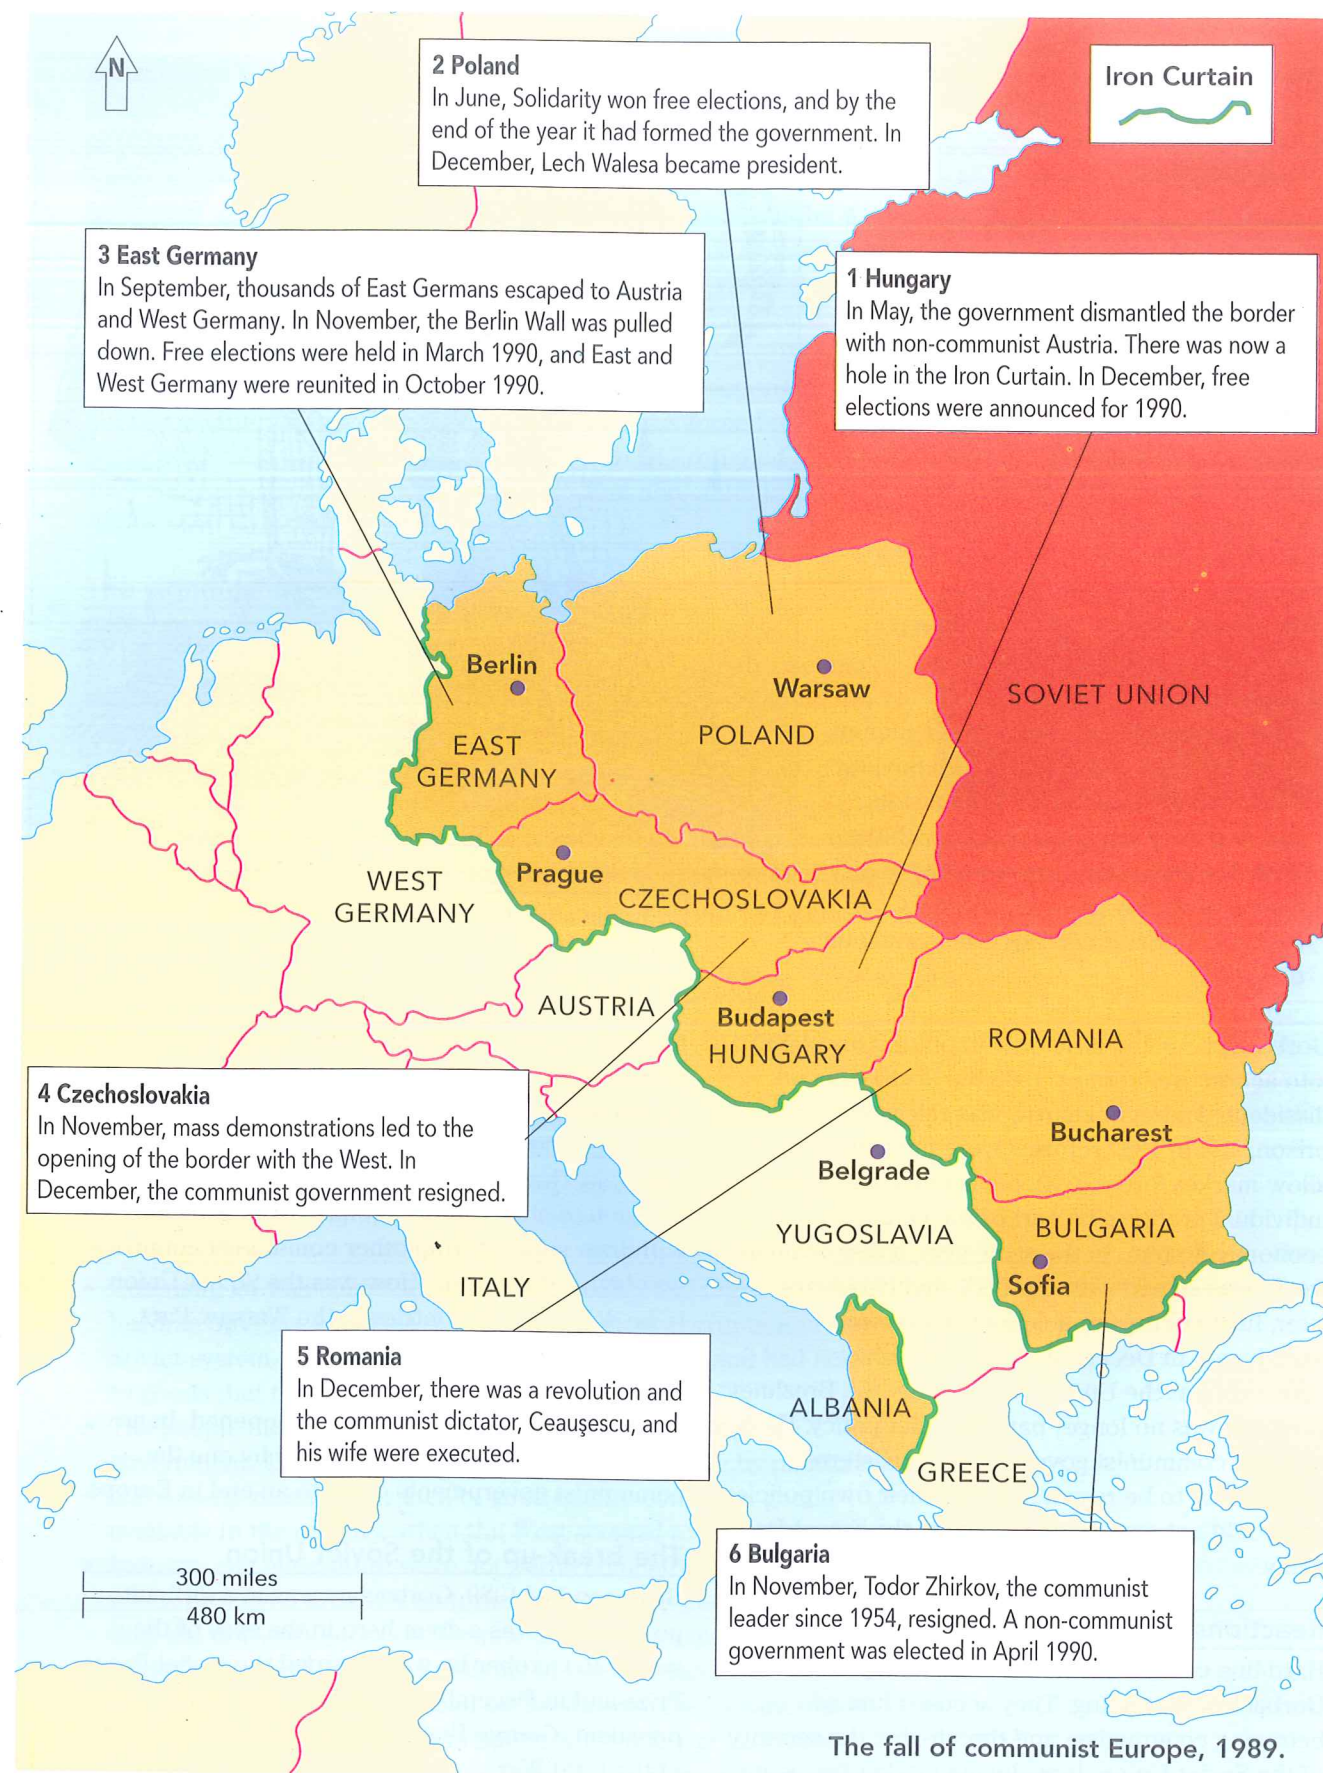 N
2 Poland
In June, Solidarity won free elections, and by the
end of the year it had formed the government. In
December, Lech Walesa became president.
Iron Curtain
3 East Germany
In September, thousands of East Germans escaped to Austria
and West Germany. In November, the Berlin Wall was pulled
down. Free elections were held in March 1990, and East and
West Germany were reunited in October 1990.
1 Hungary
In May, the government dismantled the border
with non-communist Austria. There was now a
hole in the Iron Curtain. In December, free
elections were announced for 1990.
Berlin
Warsaw
SOVIET UNION
POLAND
EAST
GERMANY
Prague
WEST
GERMANY
CZECHOSLOVAKIA
AUSTRIA
Budapest
HUNGARY
ROMANIA
4 Czechoslovakia
In November, mass demonstrations led to the
opening of the border with the West. In
December, the communist government resigned.
Bucharest
Belgrade
YUGOSLAVIA
BULGARIA
Sofia
ITALY
5 Romania
In December, there was a revolution and
the communist dictator, Ceauşescu, and
his wife were executed.
ALBANIA
GREECE
6 Bulgaria
In November, Todor Zhirkov, the communist
leader since 1954, resigned. A non-communist
government was elected in April 1990.
300 miles
480 km
The fall of communist Europe, 1989.